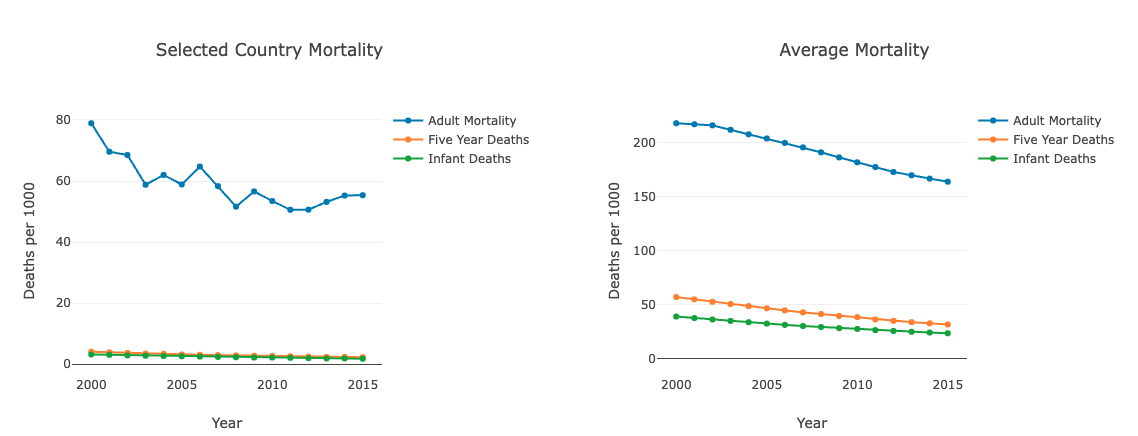 Selected Country Mortality
80
60
40
20
0
Deaths per 1000
2000
2005
2010
2015
Year
Adult Mortality
Five Year Deaths
Infant Deaths
Average Mortality
200
150
100
50
0
Deaths per 1000
2000
2005
2010
2015
Year
Adult Mortality
Five Year Deaths
Infant Deaths